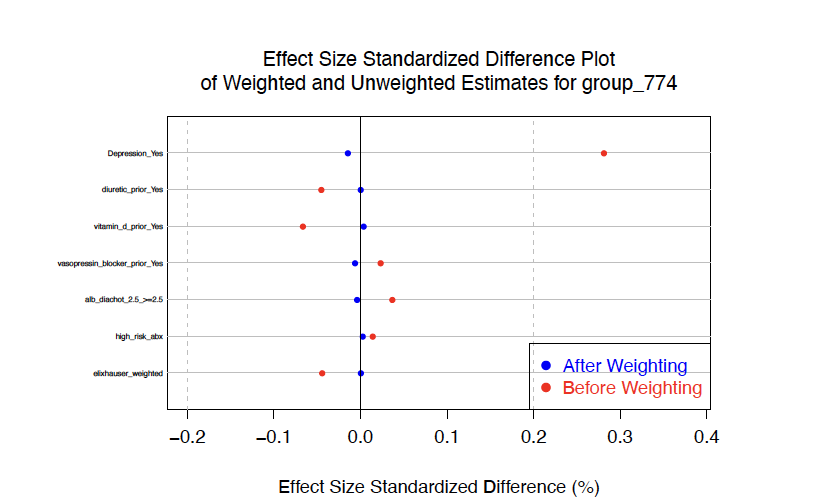 Effect Size Standardized Difference Plot
of Weighted and Unweighted Estimates for group_774
Depression_Yes
diuretic_prior_Yes
vitamin_d_prior_Yes
vasopressin_blocker_prior_Yes
alb_diachot_2.5_>=2.5
high_risk_abx
elixhauser_weighted
After Weighting
Before Weighting
−0.2 −0.1 0.0 0.1 0.2 0.3 0.4
Effect Size Standardized Difference (%)